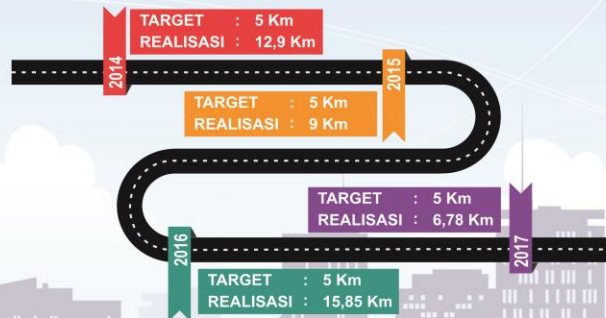 TARGET : 5 Km
REALISASI : 12,9 Km
2014
2015
TARGET : 5 Km
REALISASI : 9 Km
TARGET : 5 Km
REALISASI : 6,78 Km
2017
2016
TARGET : 5 Km
REALISASI : 15,85 Km